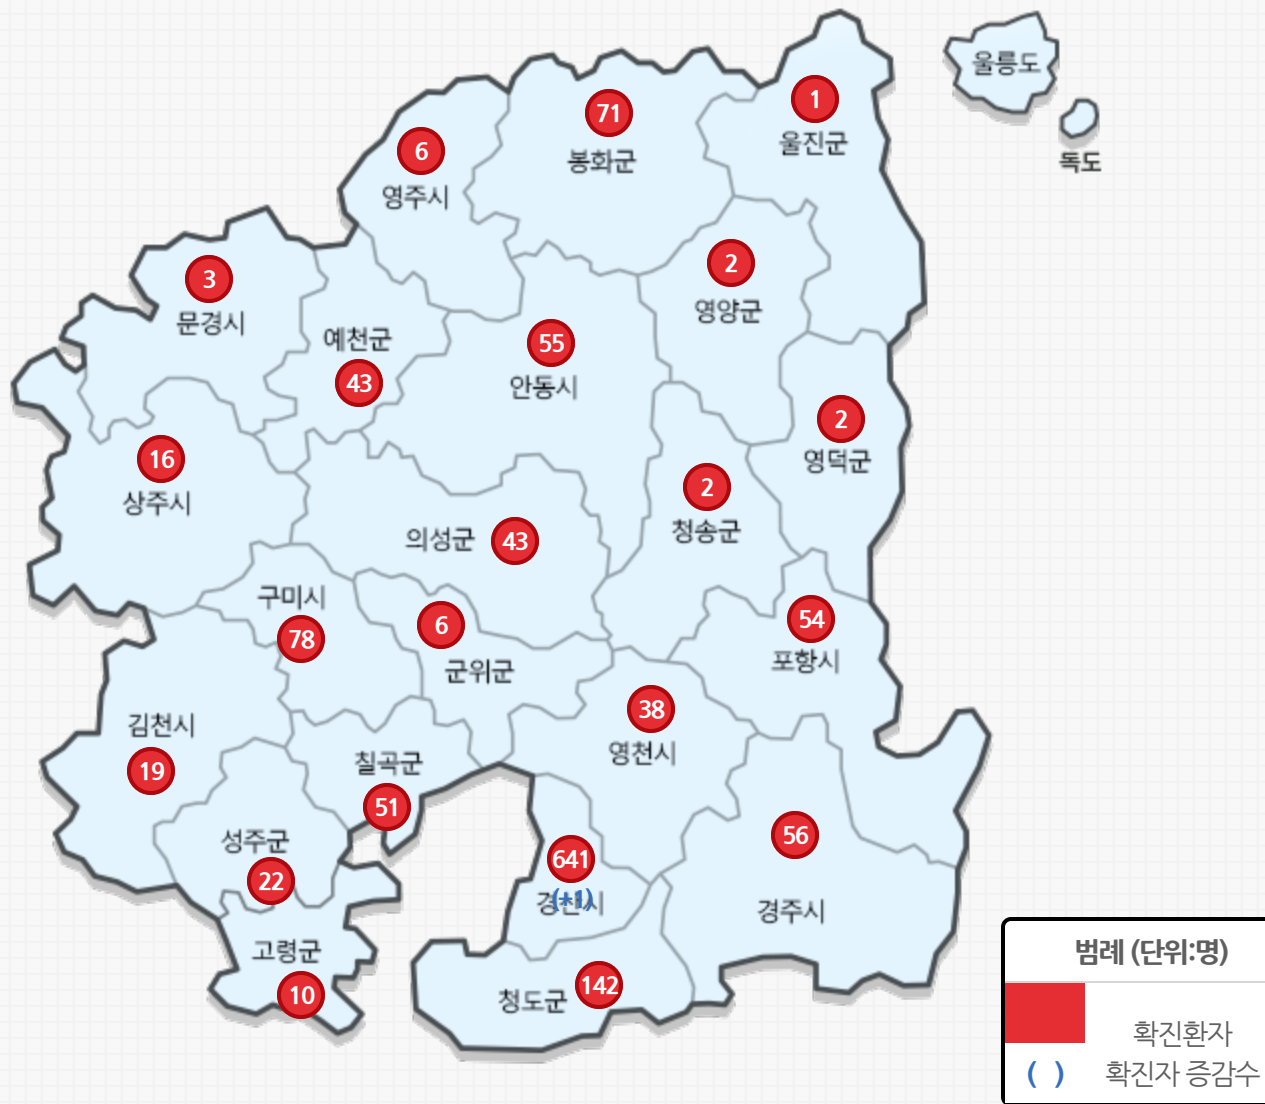 울릉도
독도
1
울진군
71
봉화군
6
영주시
2
영양군
3
문경시
예천군
43
55
안동시
2
영덕군
16
상주시
2
청송군
의성군
43
구미시
78
6
군위군
54
포항시
김천시
19
38
영천시
칠곡군
51
56
경주시
성주군
22
641
경산시
(+1)
고령군
10
청도군
142
범례 (단위:명)
확진환자
( ) 확진자 증감수